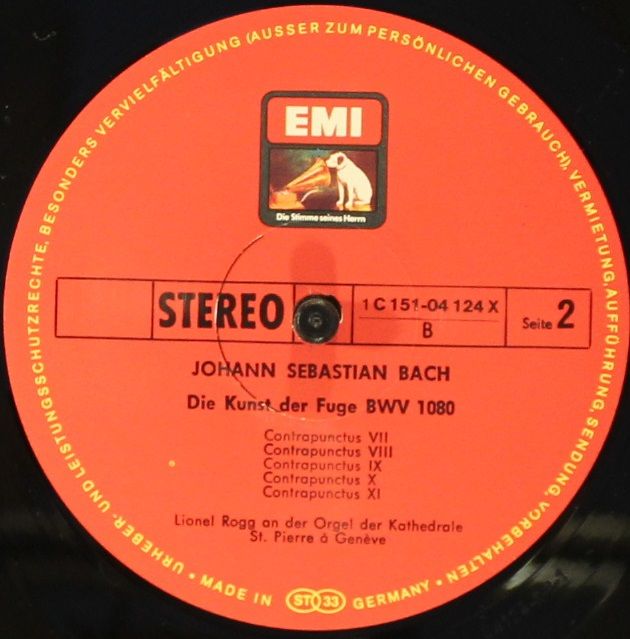 URHEBER- UND LEISTUNGSSCHUTZRECHTE, BESONDERS VERVIELFÄLTIGUNG (AUSSER ZUM PERSÖNLICHEN GEBRAUCH), VERMIETUNG, AUFFÜHRUNG, SENDUNG, VORBEHALTEN •
EMI
Die Stimme seines Herrn
STEREO
1 C 151-04 124 X
B
Seite 2
JOHANN SEBASTIAN BACH
Die Kunst der Fuge BWV 1080
Contrapunctus VII
Contrapunctus VIII
Contrapunctus IX
Contrapunctus X
Contrapunctus XI
Lionel Rogg an der Orgel der Kathedrale
St. Pierre à Genève
• MADE IN ST 33 GERMANY •